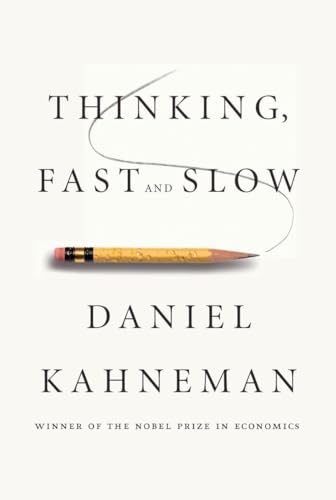 THINKING,
FAST AND SLOW
DANIEL
KAHNEMAN
WINNER OF THE NOBEL PRIZE IN ECONOMICS